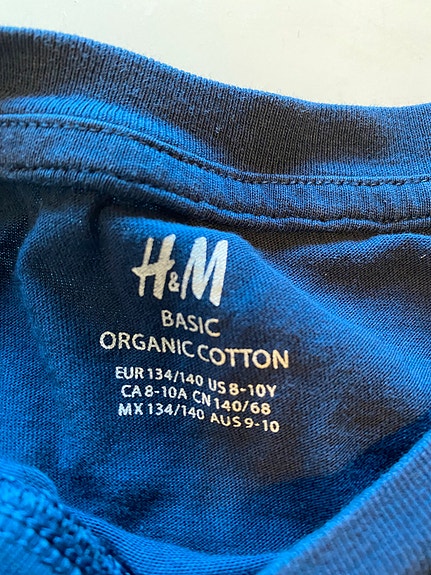 H&M
BASIC
ORGANIC COTTON
EUR 134/140 US 8-10Y
CA 8-10A CN 140/68
MX 134/140 AUS 9-10